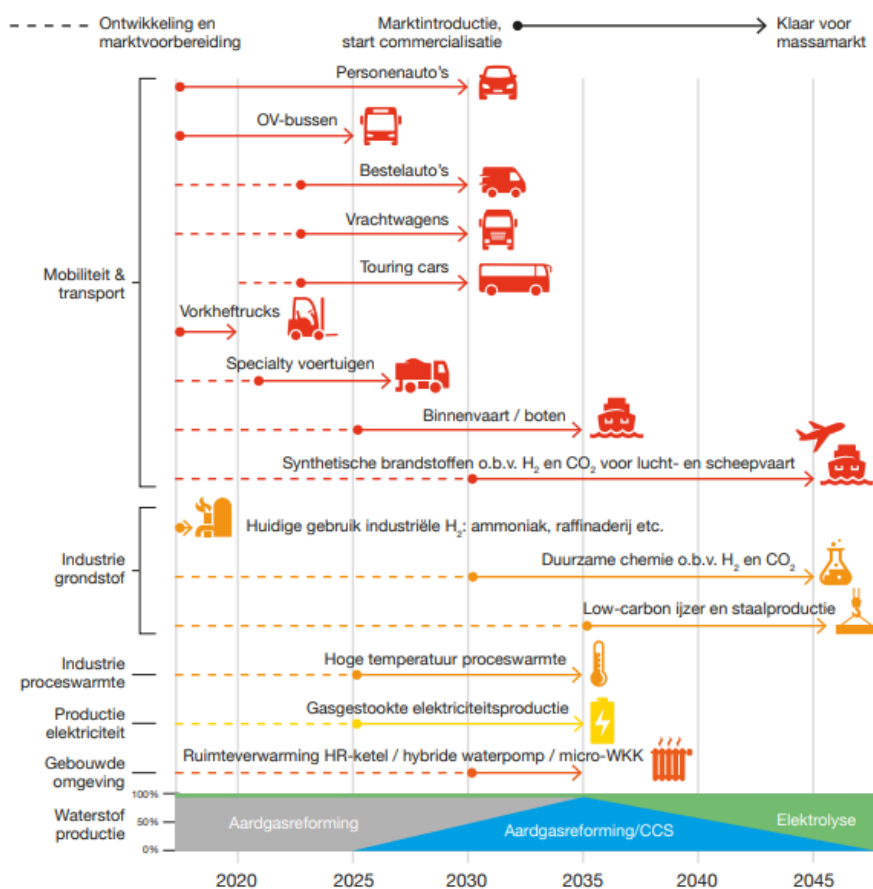 Ontwikkeling en
marktvoorbereiding
Marktintroductie,
start commercialisatie
Klaar voor
massamarkt
Mobiliteit &
transport
Personenauto's
OV-bussen
Bestelauto's
Vrachtwagens
Touring cars
Vorkheftrucks
Specialty voertuigen
Binnenvaart / boten
Synthetische brandstoffen o.b.v. H₂ en CO₂ voor lucht- en scheepvaart
Industrie
grondstof
Huidige gebruik industriële H₂: ammoniak, raffinaderij etc.
Duurzame chemie o.b.v. H₂ en CO₂
Low-carbon ijzer en staalproductie
Industrie
proceswarmte
Hoge temperatuur proceswarmte
Productie
elektriciteit
Gasgestookte elektriciteitsproductie
Gebouwde
omgeving
Ruimteverwarming HR-ketel / hybride waterpomp / micro-WKK
Waterstof
productie
100%
50%
0%
Aardgasreforming
Aardgasreforming/CCS
Elektrolyse
2020 2025 2030 2035 2040 2045